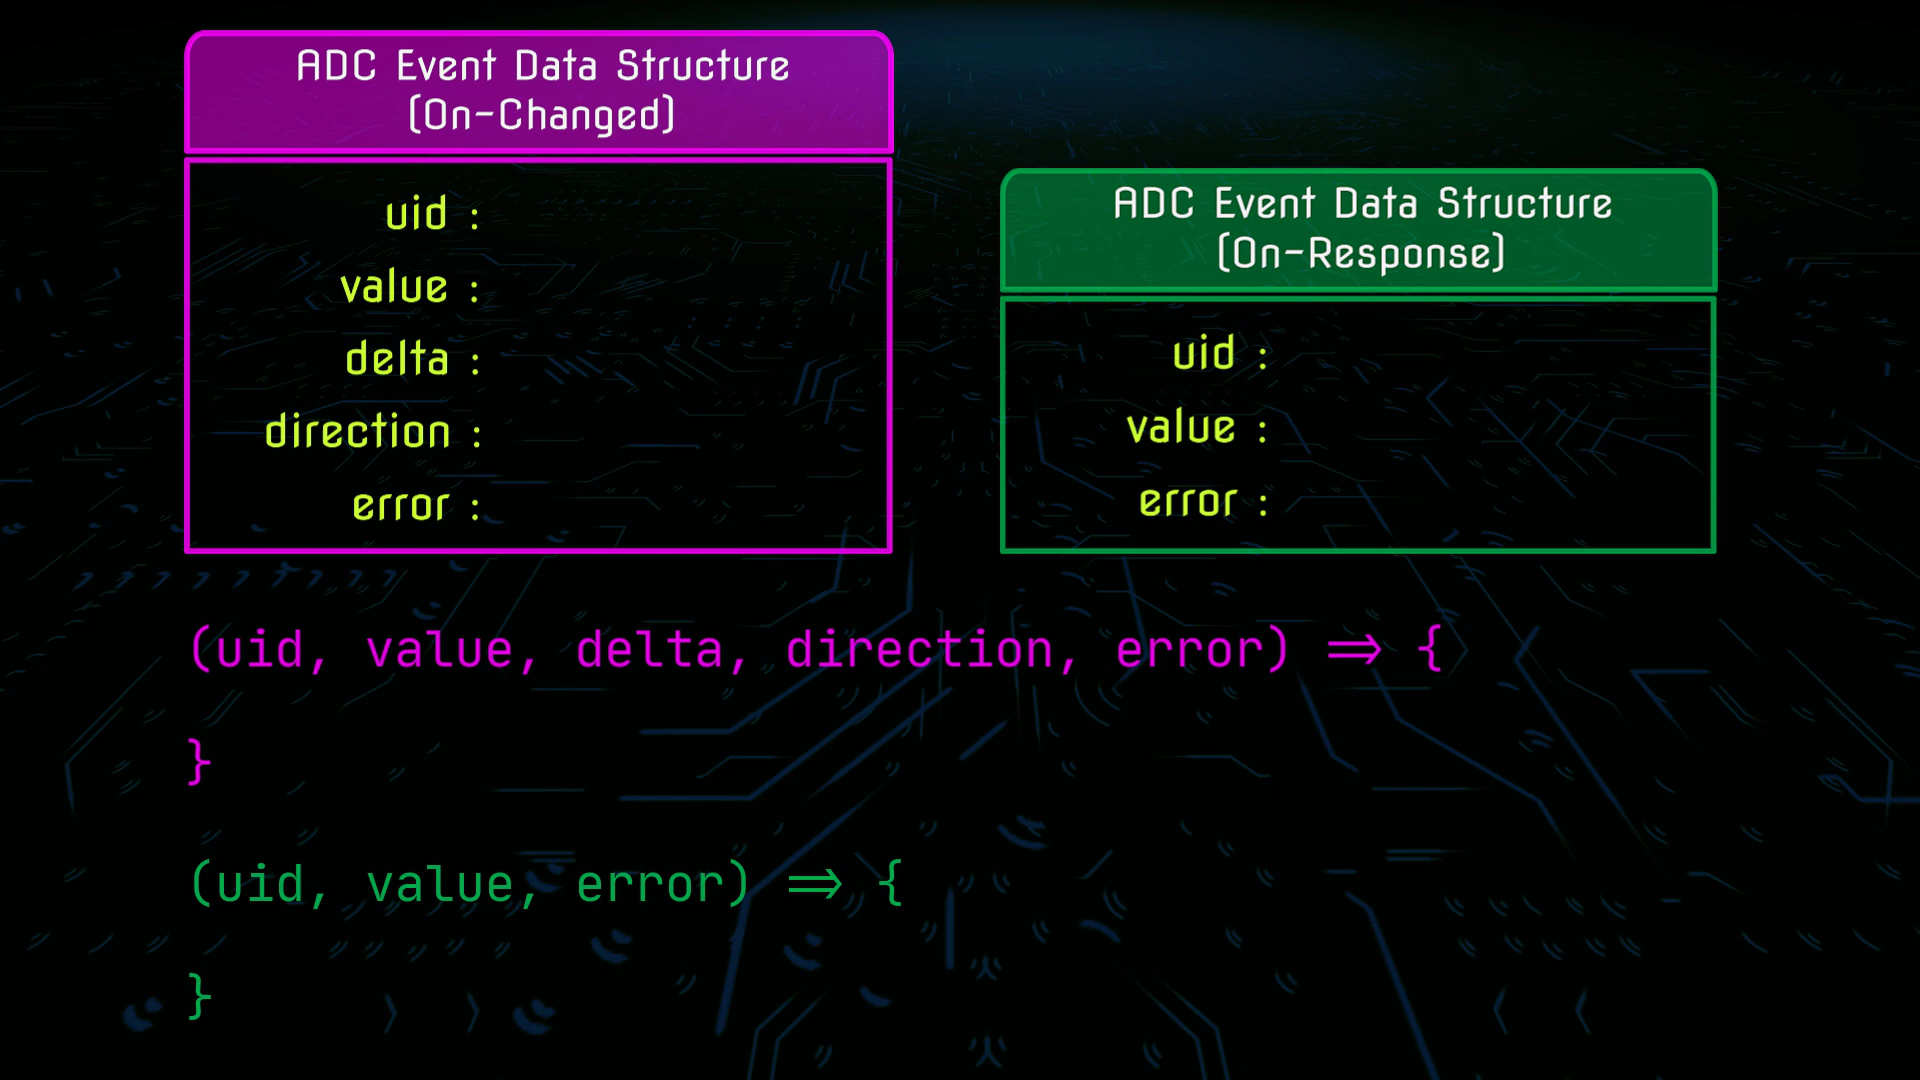 ADC Event Data Structure
(On-Changed)
uid :
value :
delta :
direction :
error :
ADC Event Data Structure
(On-Response)
uid :
value :
error :
(uid, value, delta, direction, error) => {
}
(uid, value, error) => {
}